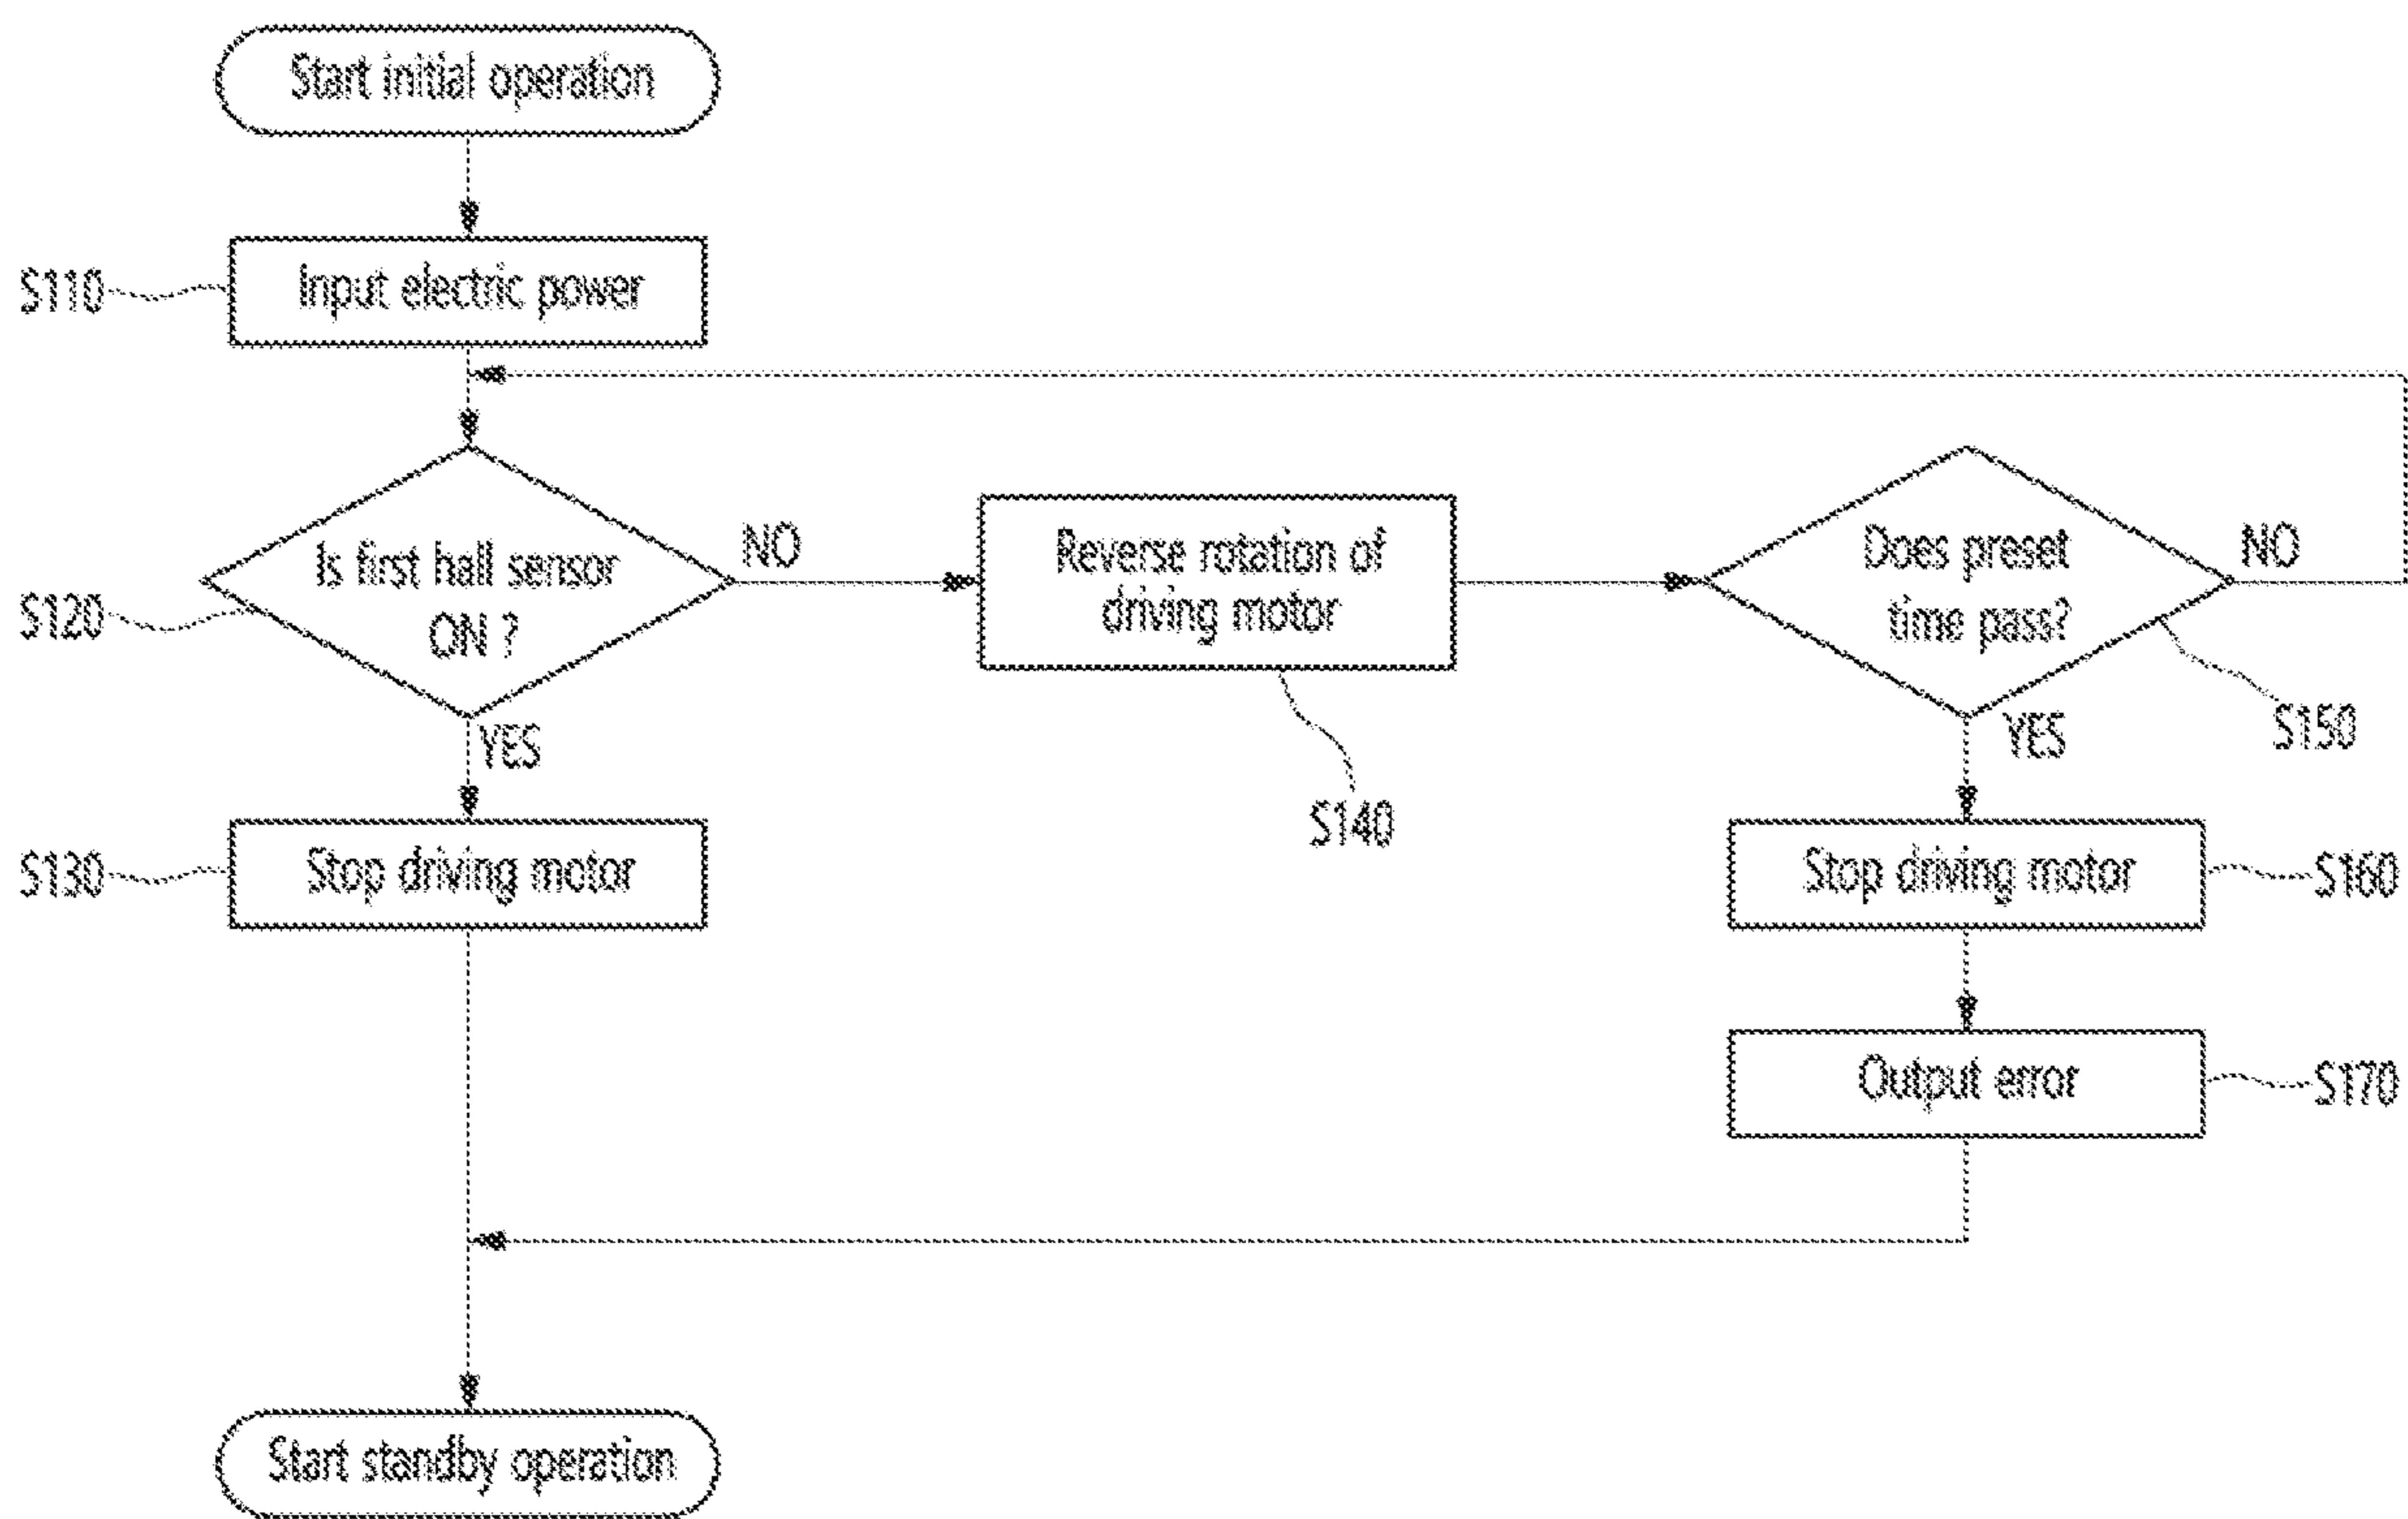 Start initial operation
S110
Input electric power
Is first hall sensor
ON ?
S120
NO
YES
Reverse rotation of
driving motor
S140
Does preset
time pass?
NO
YES
S150
S130
Stop driving motor
Stop driving motor
S160
Output error
S170
Start standby operation